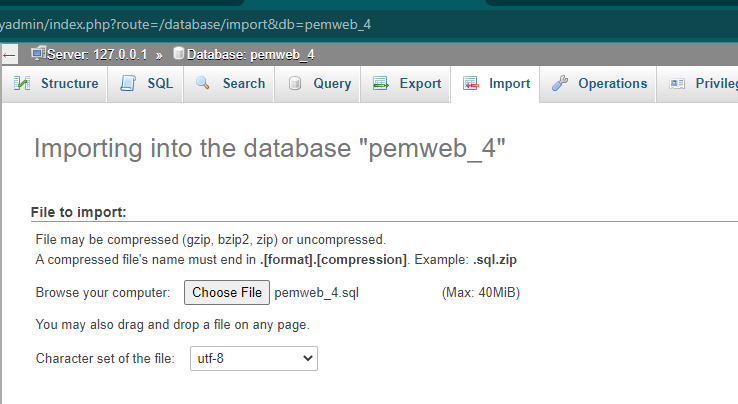 yadmin/index.php?route=/database/import&db=pemweb_4
Server: 127.0.0.1 » Database: pemweb_4
Structure SQL Search Query Export Import Operations
Importing into the database "pemweb_4"
File to import:
File may be compressed (gzip, bzip2, zip) or uncompressed.
A compressed file's name must end in .[format].[compression]. Example: .sql.zip
Browse your computer: Choose File pemweb_4.sql (Max: 40MiB)
You may also drag and drop a file on any page.
Character set of the file: utf-8